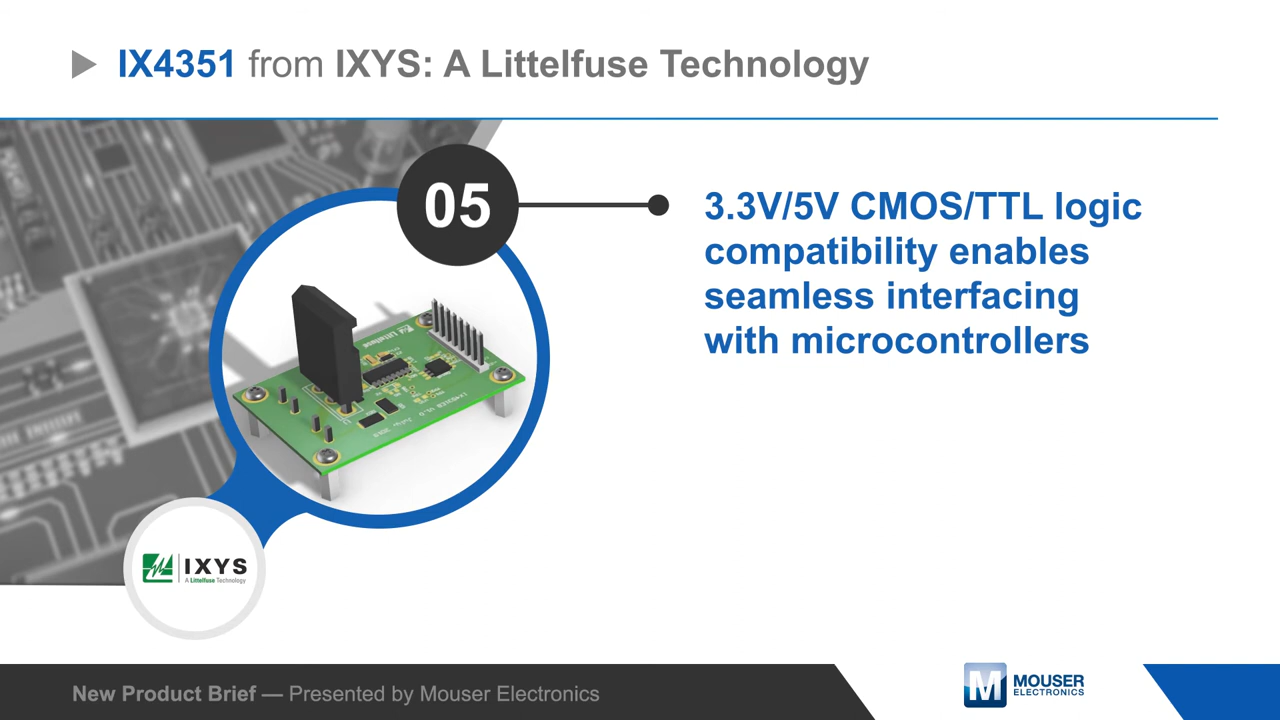 IX4351 from IXYS: A Littelfuse Technology
05
3.3V/5V CMOS/TTL logic
compatibility enables
seamless interfacing
with microcontrollers
Littelfuse
IXYS
A Littelfuse Technology
New Product Brief — Presented by Mouser Electronics
M
MOUSER
ELECTRONICS